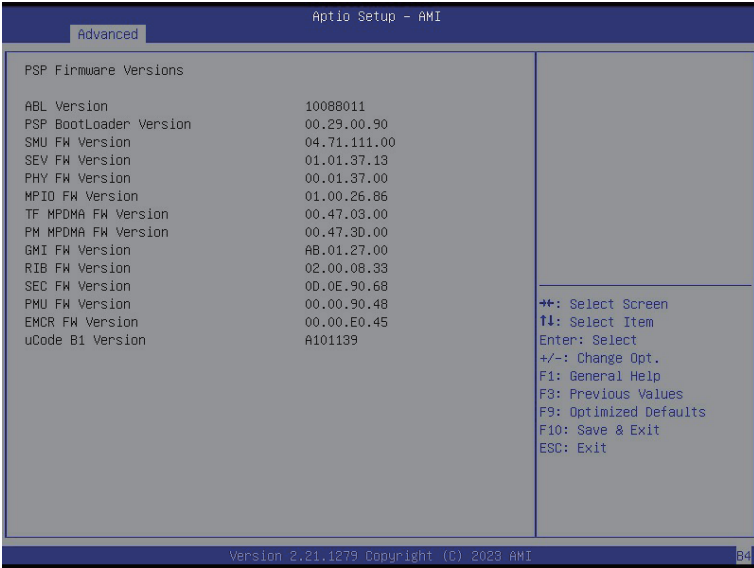 Aptio Setup – AMI
Advanced
PSP Firmware Versions
ABL Version 10088011
PSP BootLoader Version 00.29.00.90
SMU FW Version 04.71.111.00
SEV FW Version 01.01.37.13
PHY FW Version 00.01.37.00
MPIO FW Version 01.00.26.86
TF MPDMA FW Version 00.47.03.00
PM MPDMA FW Version 00.47.3D.00
GMI FW Version AB.01.27.00
RIB FW Version 02.00.08.33
SEC FW Version 0D.0E.90.68
PMU FW Version 00.00.90.48
EMCR FW Version 00.00.E0.45
uCode B1 Version A101139
→←: Select Screen
↑↓: Select Item
Enter: Select
+/-: Change Opt.
F1: General Help
F3: Previous Values
F9: Optimized Defaults
F10: Save & Exit
ESC: Exit
Version 2.21.1279 Copyright (C) 2023 AMI
B4